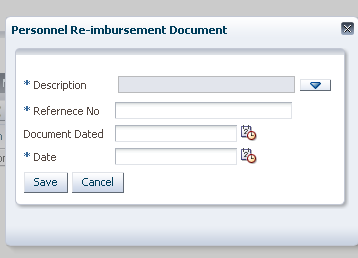 Personnel Re-imbursement Document
* Description
* Refernece No
Document Dated
* Date
Save Cancel